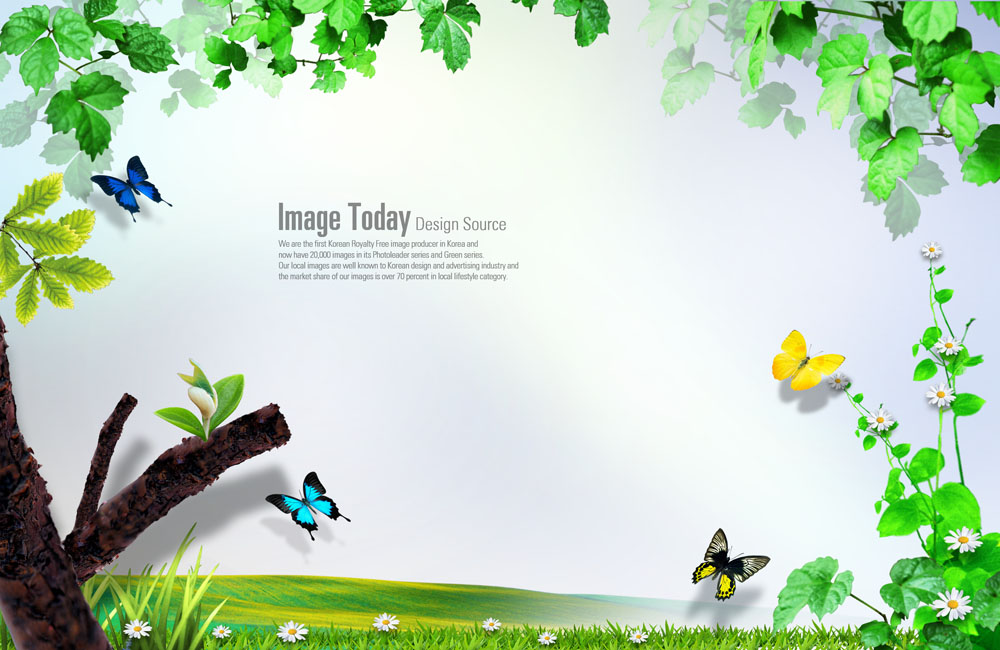 Image Today Design Source
We are the first Korean Royalty Free image producer in Korea and
now have 20,000 images in its Photoleader series and Green series.
Our local images are well known to Korean design and advertising industry and
the market share of our images is over 70 percent in local lifestyle category.